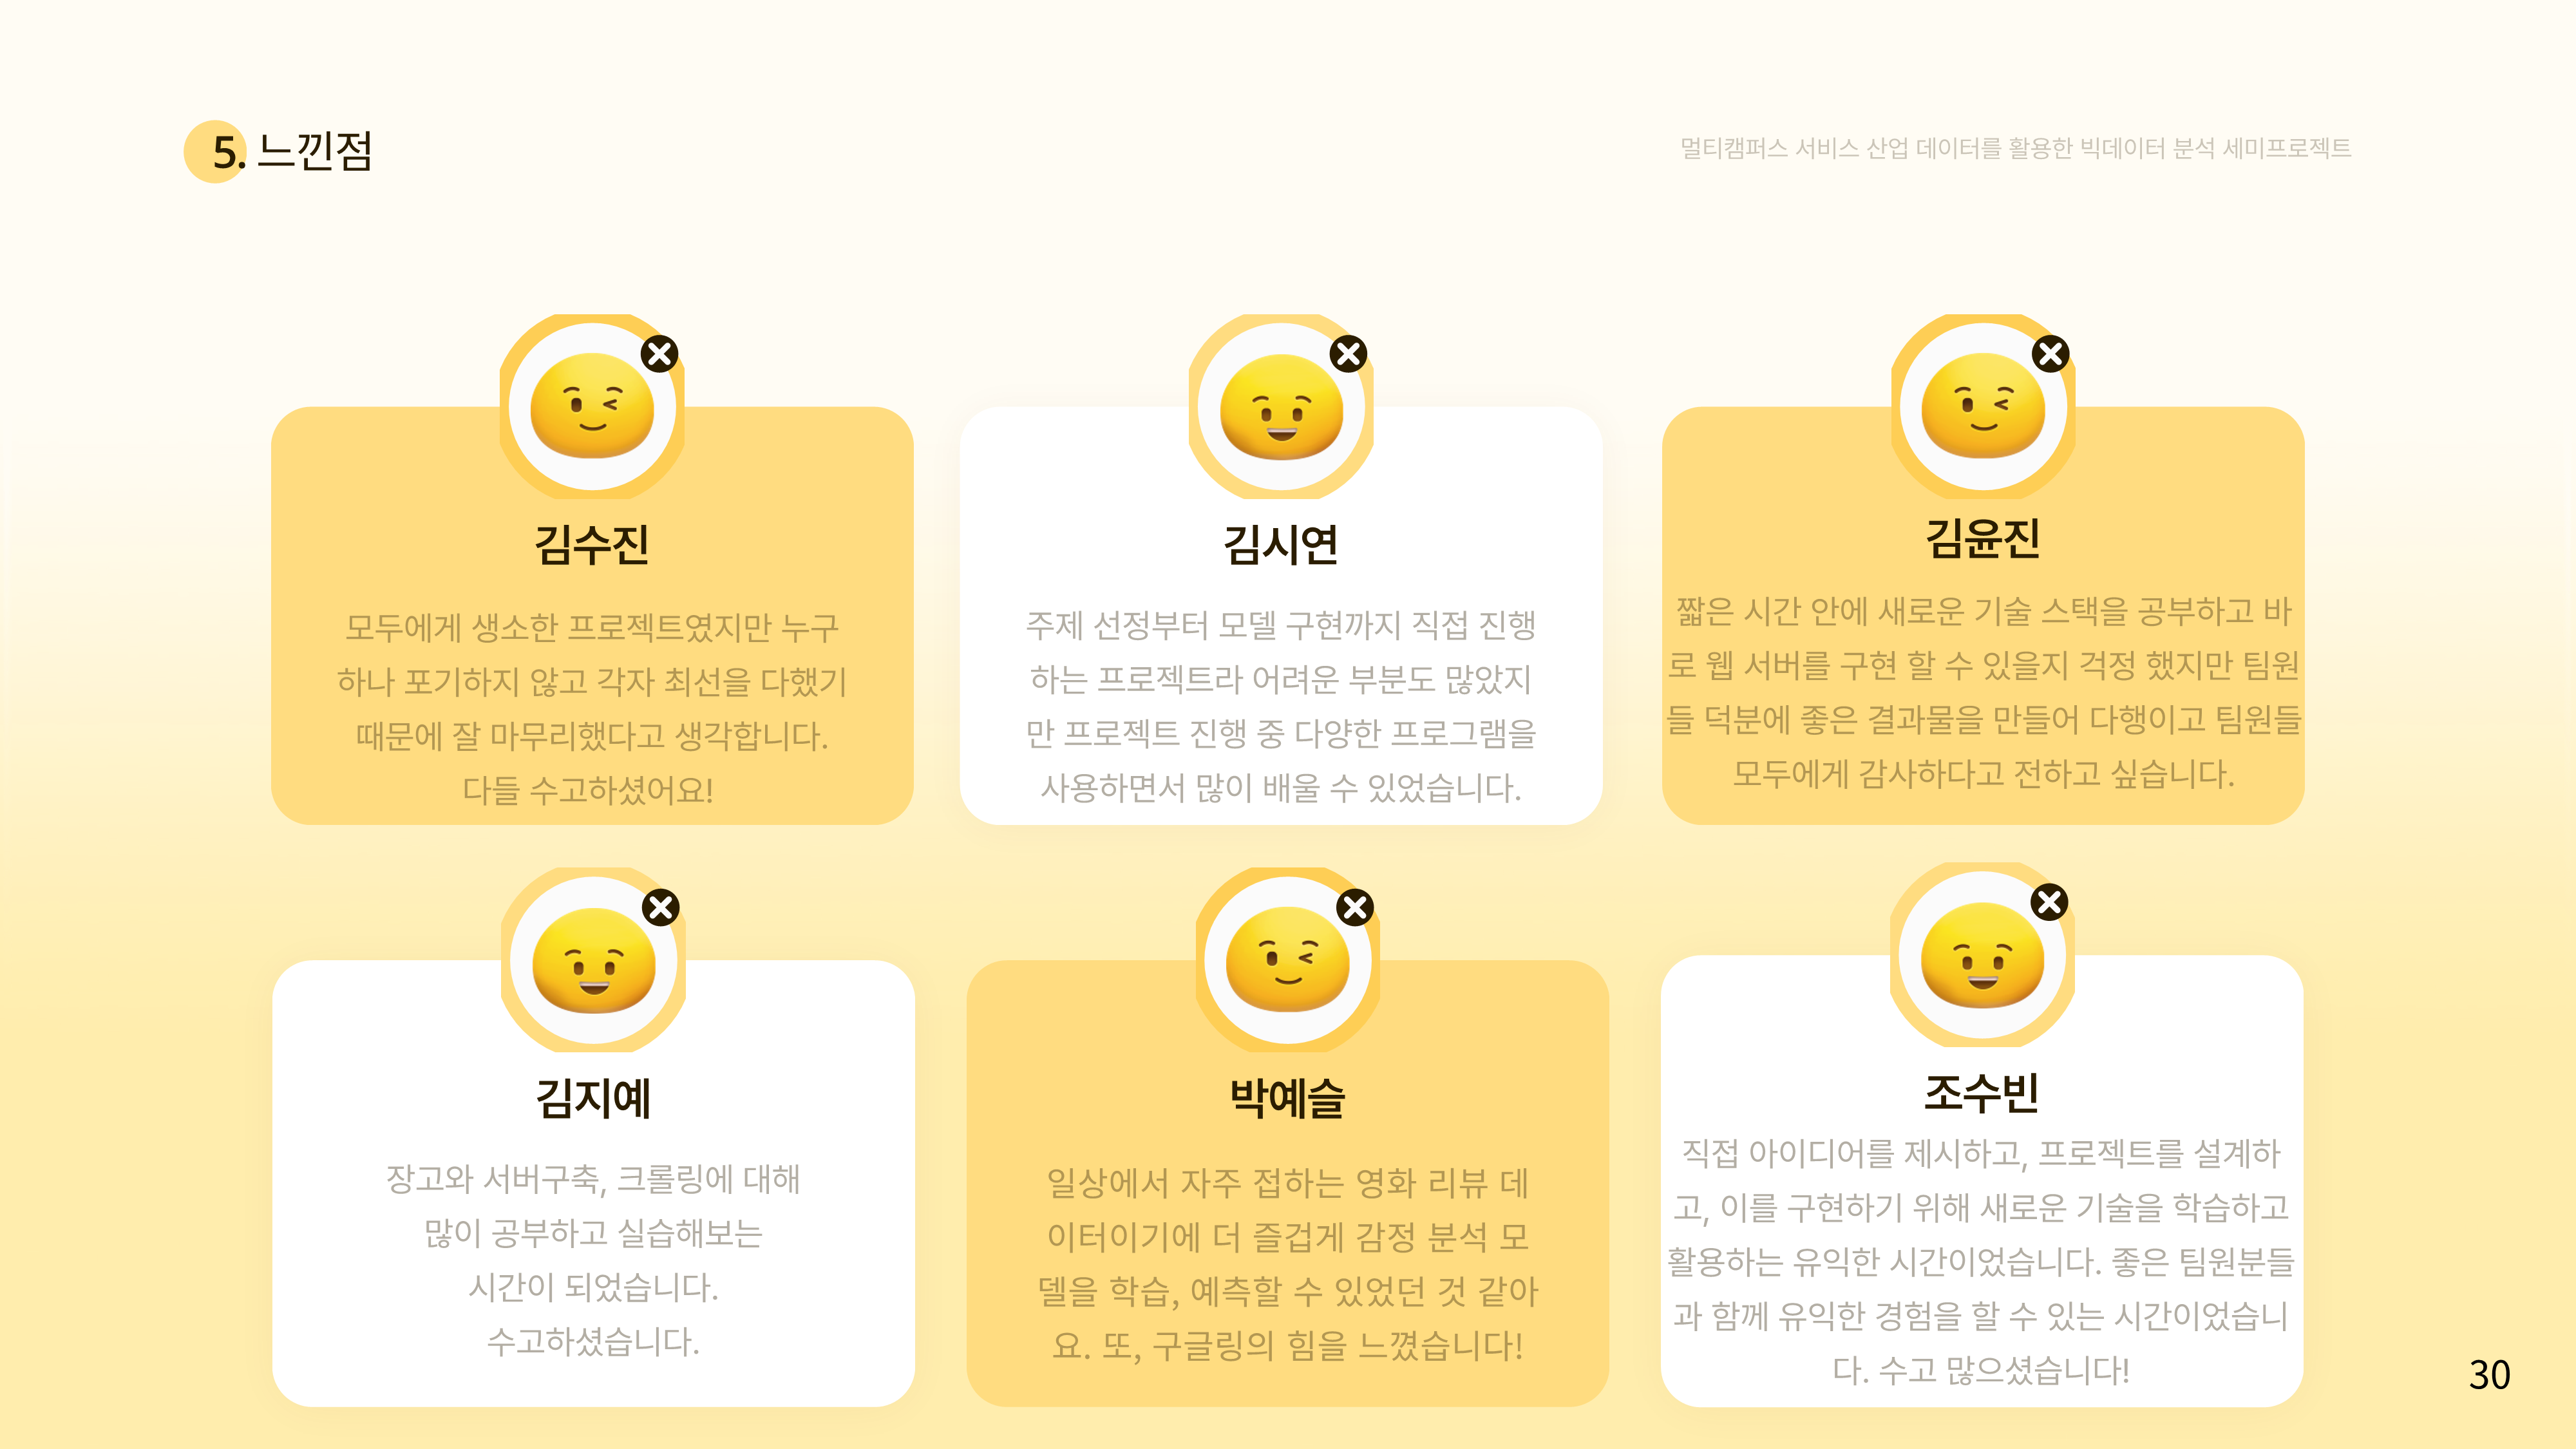 5. 느낀점
멀티캠퍼스 서비스 산업 데이터를 활용한 빅데이터 분석 세미프로젝트
김수진
모두에게 생소한 프로젝트였지만 누구
하나 포기하지 않고 각자 최선을 다했기
때문에 잘 마무리했다고 생각합니다.
다들 수고하셨어요!
김시연
주제 선정부터 모델 구현까지 직접 진행
하는 프로젝트라 어려운 부분도 많았지
만 프로젝트 진행 중 다양한 프로그램을
사용하면서 많이 배울 수 있었습니다.
김윤진
짧은 시간 안에 새로운 기술 스택을 공부하고 바
로 웹 서버를 구현 할 수 있을지 걱정 했지만 팀원
들 덕분에 좋은 결과물을 만들어 다행이고 팀원들
모두에게 감사하다고 전하고 싶습니다.
김지예
장고와 서버구축, 크롤링에 대해
많이 공부하고 실습해보는
시간이 되었습니다.
수고하셨습니다.
박예슬
일상에서 자주 접하는 영화 리뷰 데
이터이기에 더 즐겁게 감정 분석 모
델을 학습, 예측할 수 있었던 것 같아
요. 또, 구글링의 힘을 느꼈습니다!
조수빈
직접 아이디어를 제시하고, 프로젝트를 설계하
고, 이를 구현하기 위해 새로운 기술을 학습하고
활용하는 유익한 시간이었습니다. 좋은 팀원분들
과 함께 유익한 경험을 할 수 있는 시간이었습니
다. 수고 많으셨습니다!
30